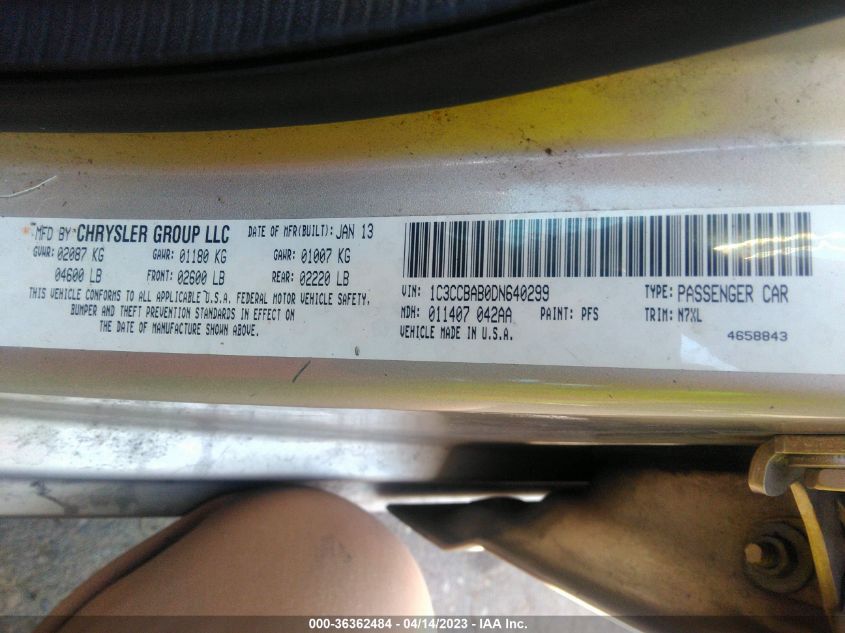 MFD BY CHRYSLER GROUP LLC DATE OF MFR(BUILT): JAN 13
GVWR: 02087 KG GAWR: 01180 KG GAWR: 01007 KG
04600 LB FRONT: 02600 LB REAR: 02220 LB
THIS VEHICLE CONFORMS TO ALL APPLICABLE U.S.A. FEDERAL MOTOR VEHICLE SAFETY,
BUMPER AND THEFT PREVENTION STANDARDS IN EFFECT ON
THE DATE OF MANUFACTURE SHOWN ABOVE.
VIN: 1C3CCBAB0DN640299 TYPE: PASSENGER CAR
MDH: 011407 042AA PAINT: PFS TRIM: N7XL
VEHICLE MADE IN U.S.A. 4658843
000-36362484 - 04/14/2023 - IAA Inc.